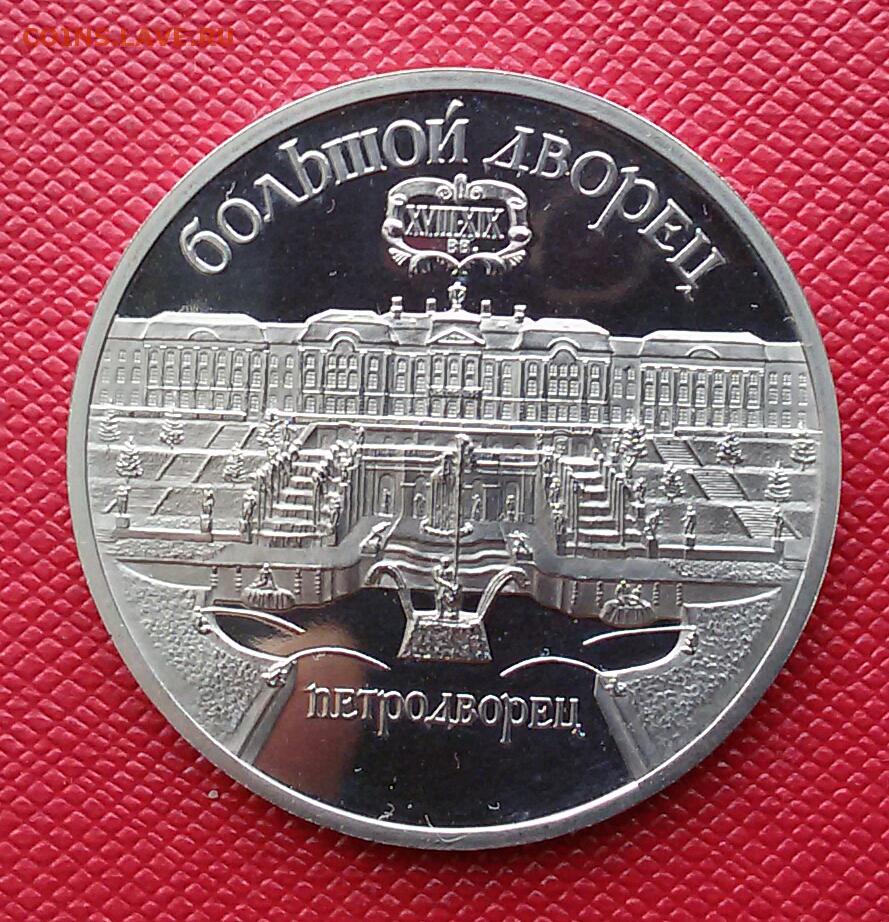 COINS.LAVE.RU
БОЛЬШОЙ ДВОРЕЦ
XVIII-XIX
ВВ.
ПЕТРОДВОРЕЦ